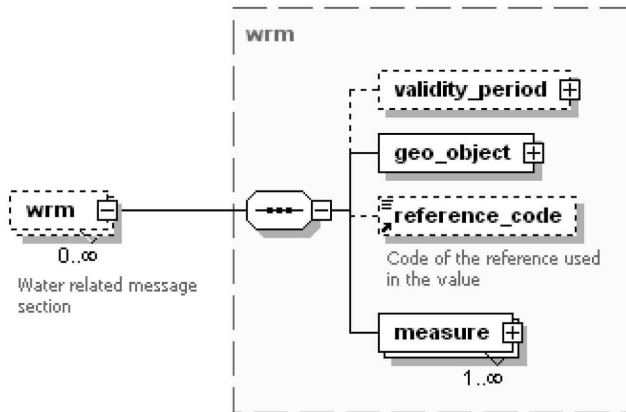 wrm
validity_period
geo_object
wrm
0..∞
Water related message
section
reference_code
Code of the reference used
in the value
measure
1..∞